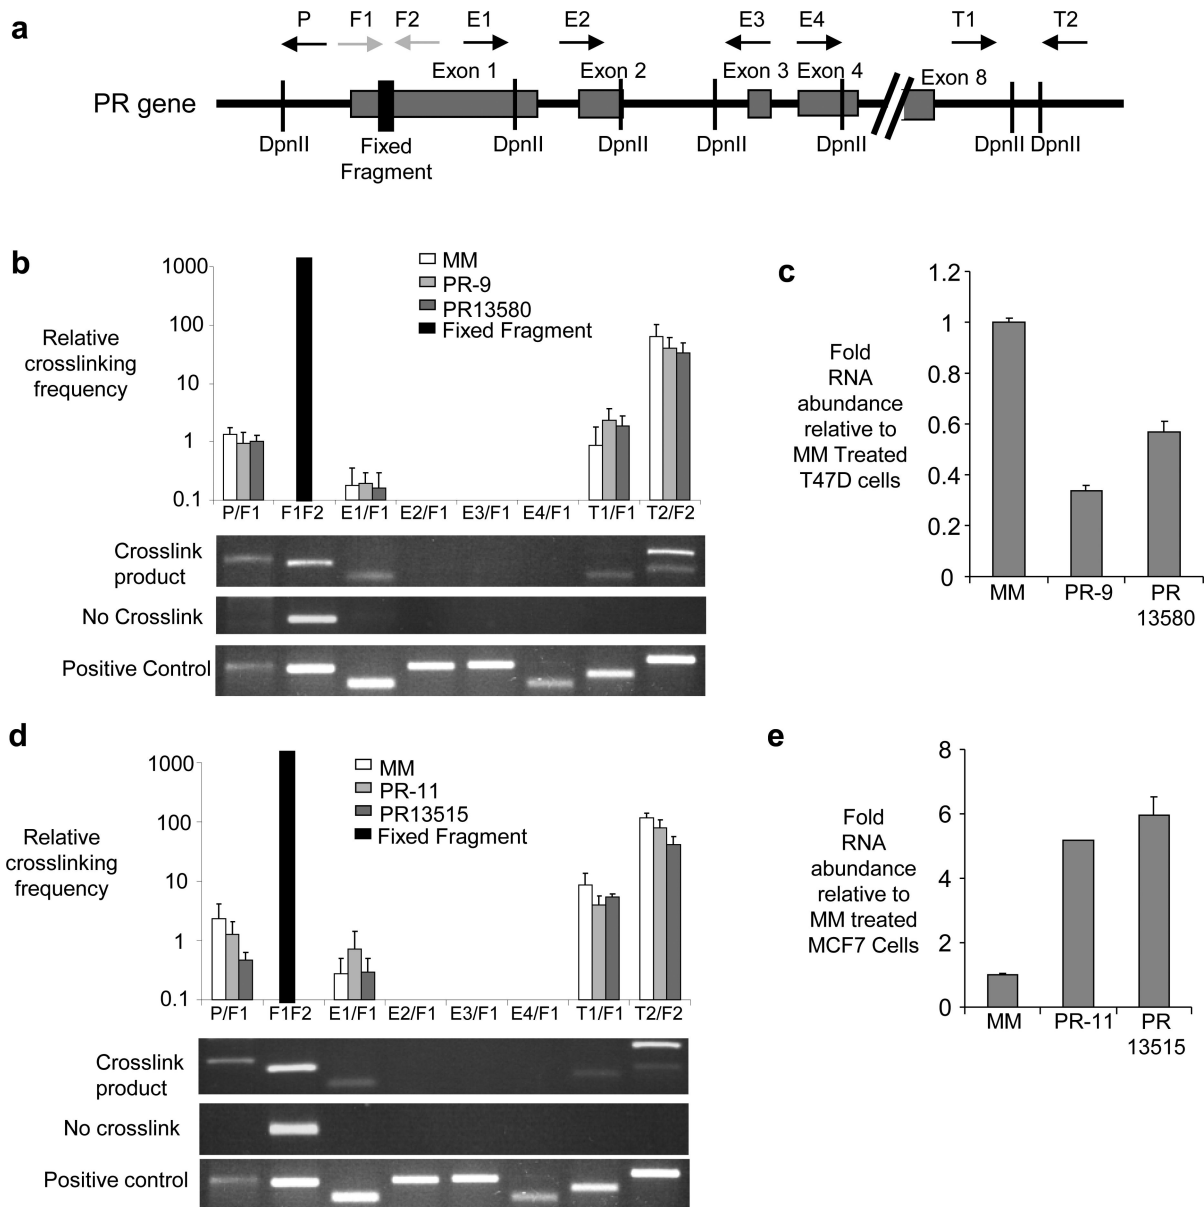 a
P F1 F2 E1 E2 E3 E4 T1 T2
Exon 1 Exon 2 Exon 3 Exon 4 Exon 8
PR gene
DpnII Fixed Fragment DpnII DpnII DpnII DpnII DpnII DpnII
b
Relative
crosslinking
frequency
1000
100
10
1
0.1
MM
PR-9
PR13580
Fixed Fragment
P/F1 F1F2 E1/F1 E2/F1 E3/F1 E4/F1 T1/F1 T2/F2
Crosslink
product
No Crosslink
Positive Control
c
Fold
RNA
abundance
relative to
MM Treated
T47D cells
1.2
1
0.8
0.6
0.4
0.2
0
MM PR-9 PR
13580
d
Relative
crosslinking
frequency
1000
100
10
1
0.1
MM
PR-11
PR13515
Fixed Fragment
P/F1 F1F2 E1/F1 E2/F1 E3/F1 E4/F1 T1/F1 T2/F2
Crosslink
product
No crosslink
Positive control
e
Fold
RNA
abundance
relative to
MM treated
MCF7 Cells
8
6
4
2
0
MM PR-11 PR
13515